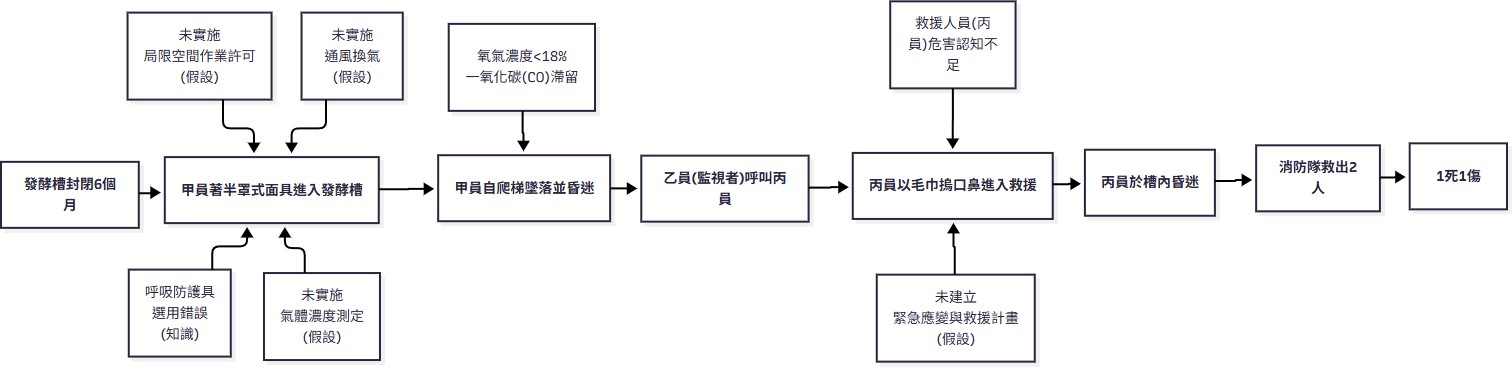 未實施
局限空間作業許可
(假設)
未實施
通風換氣
(假設)
氧氣濃度<18%
一氧化碳(CO)滯留
救援人員(丙
員)危害認知不
足
發酵槽封閉6個
月
甲員著半罩式面具進入發酵槽
甲員自爬梯墜落並昏迷
乙員(監視者)呼叫丙
員
丙員以毛巾摀口鼻進入救援
丙員於槽內昏迷
消防隊救出2
人
1死1傷
呼吸防護具
選用錯誤
(知識)
未實施
氣體濃度測定
(假設)
未建立
緊急應變與救援計畫
(假設)